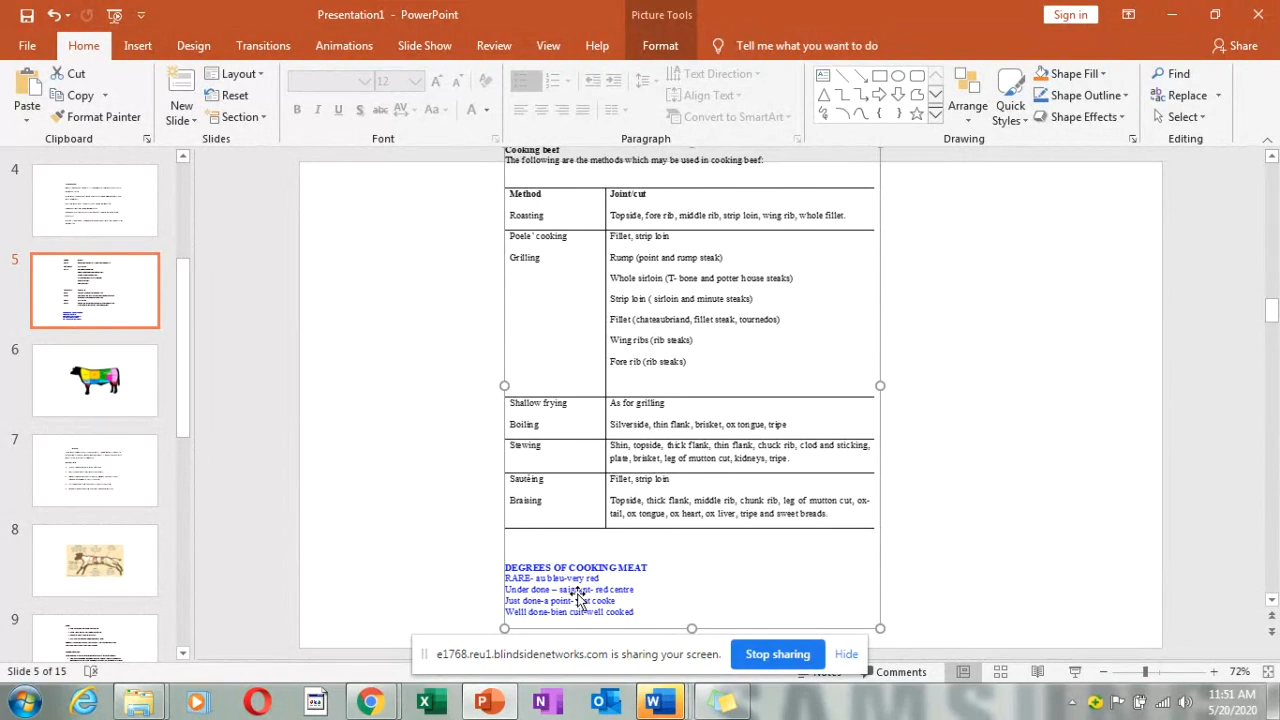 Presentation1 - PowerPoint
Picture Tools
Sign in
File Home Insert Design Transitions Animations Slide Show Review View Help Format Tell me what you want to do Share
Paste
Cut
Copy
Format Painter
Clipboard
New Slide
Layout
Reset
Section
Slides
12
Font
Text Direction
Align Text
Convert to SmartArt
Paragraph
Arrange
Quick Styles
Shape Fill
Shape Outline
Shape Effects
Drawing
Find
Replace
Select
Editing
4
5
6
7
8
9
Cooking beef
The following are the methods which may be used in cooking beef:
Method Joint/cut
Roasting Topside, fore rib, middle rib, strip loin, wing rib, whole fillet.
Poele' cooking Fillet, strip loin
Grilling Rump (point and rump steak)
Whole sirloin (T- bone and potter house steaks)
Strip loin ( sirloin and minute steaks)
Fillet (chateaubriand, fillet steak, tournedos)
Wing ribs (rib steaks)
Fore rib (rib steaks)
Shallow frying As for grilling
Boiling Silverside, thin flank, brisket, ox tongue, tripe
Stewing Shin, topside, thick flank, thin flank, chuck rib, clod and sticking,
plate, brisket, leg of mutton cut, kidneys, tripe.
Sautéing Fillet, strip loin
Braising Topside, thick flank, middle rib, chunk rib, leg of mutton cut, ox-
tail, ox tongue, ox heart, ox liver, tripe and sweet breads.
DEGREES OF COOKING MEAT
RARE- au bleu-very red
Under done – red centre
Just done-a point- cooke
Welll done-bien cuit-well cooked
e1768.reu1.blindsidenetworks.com is sharing your screen.
Stop sharing
Hide
Slide 5 of 15
Notes
Comments
72%
11:51 AM
5/20/2020